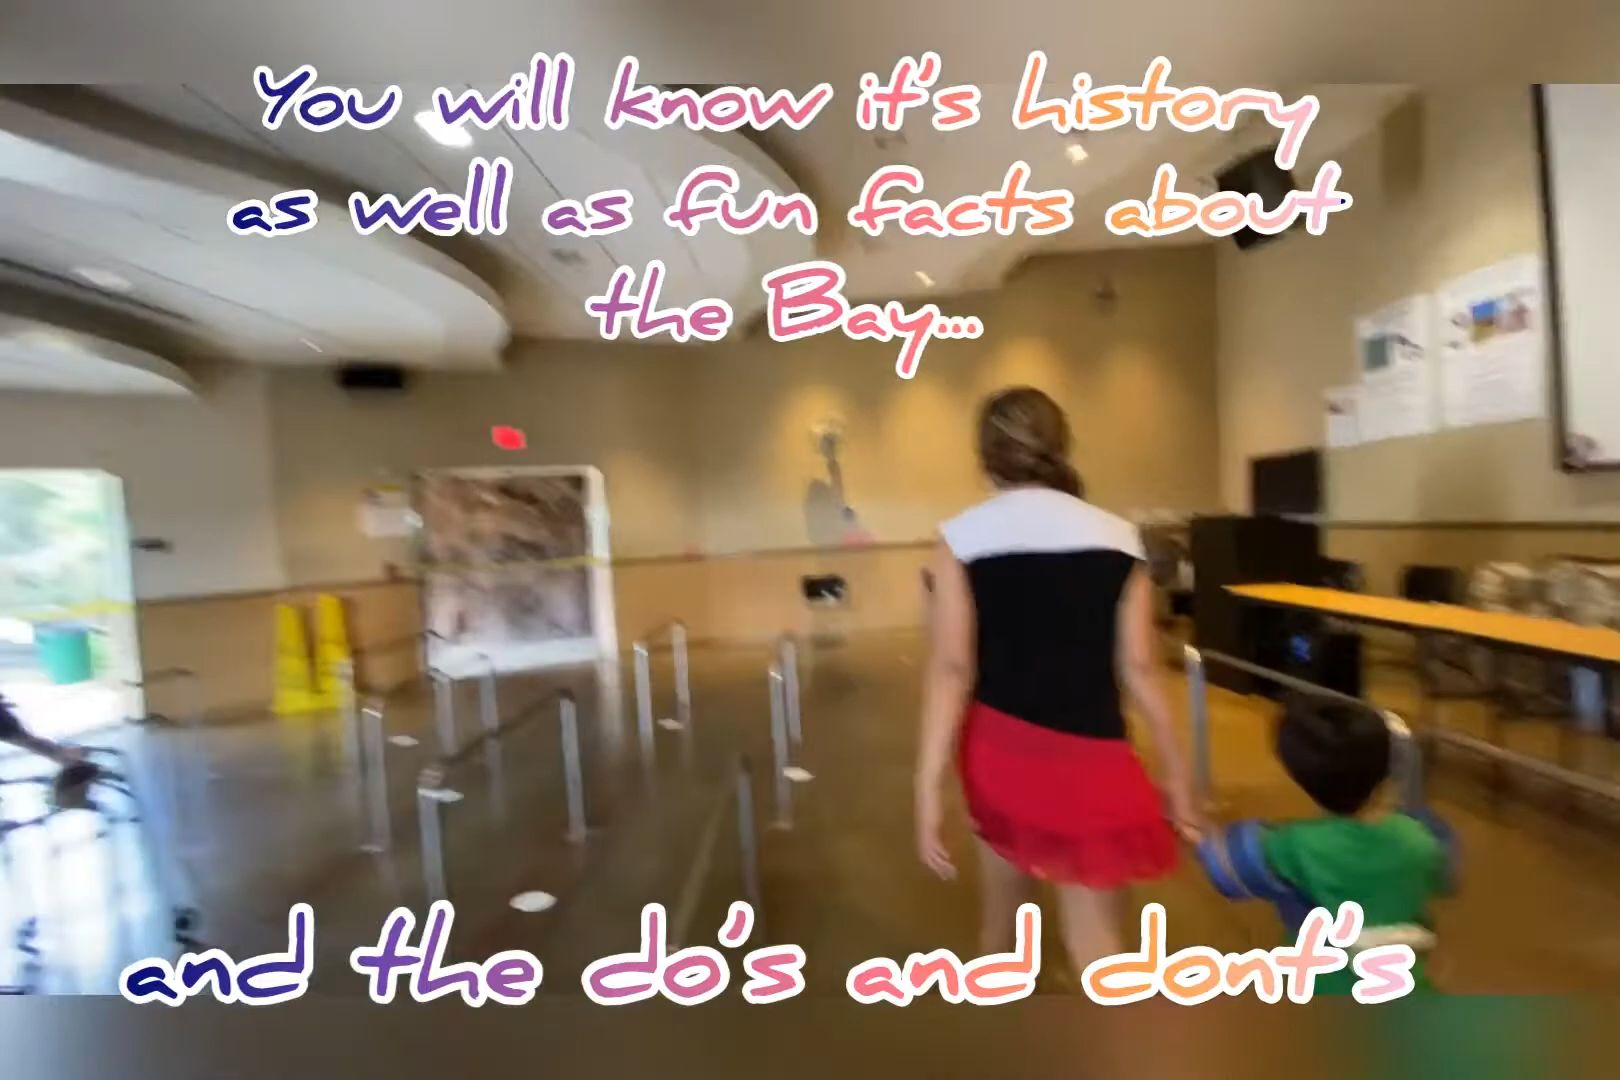 You will know it's history
as well as fun facts about
the Bay...
and the do's and dont's